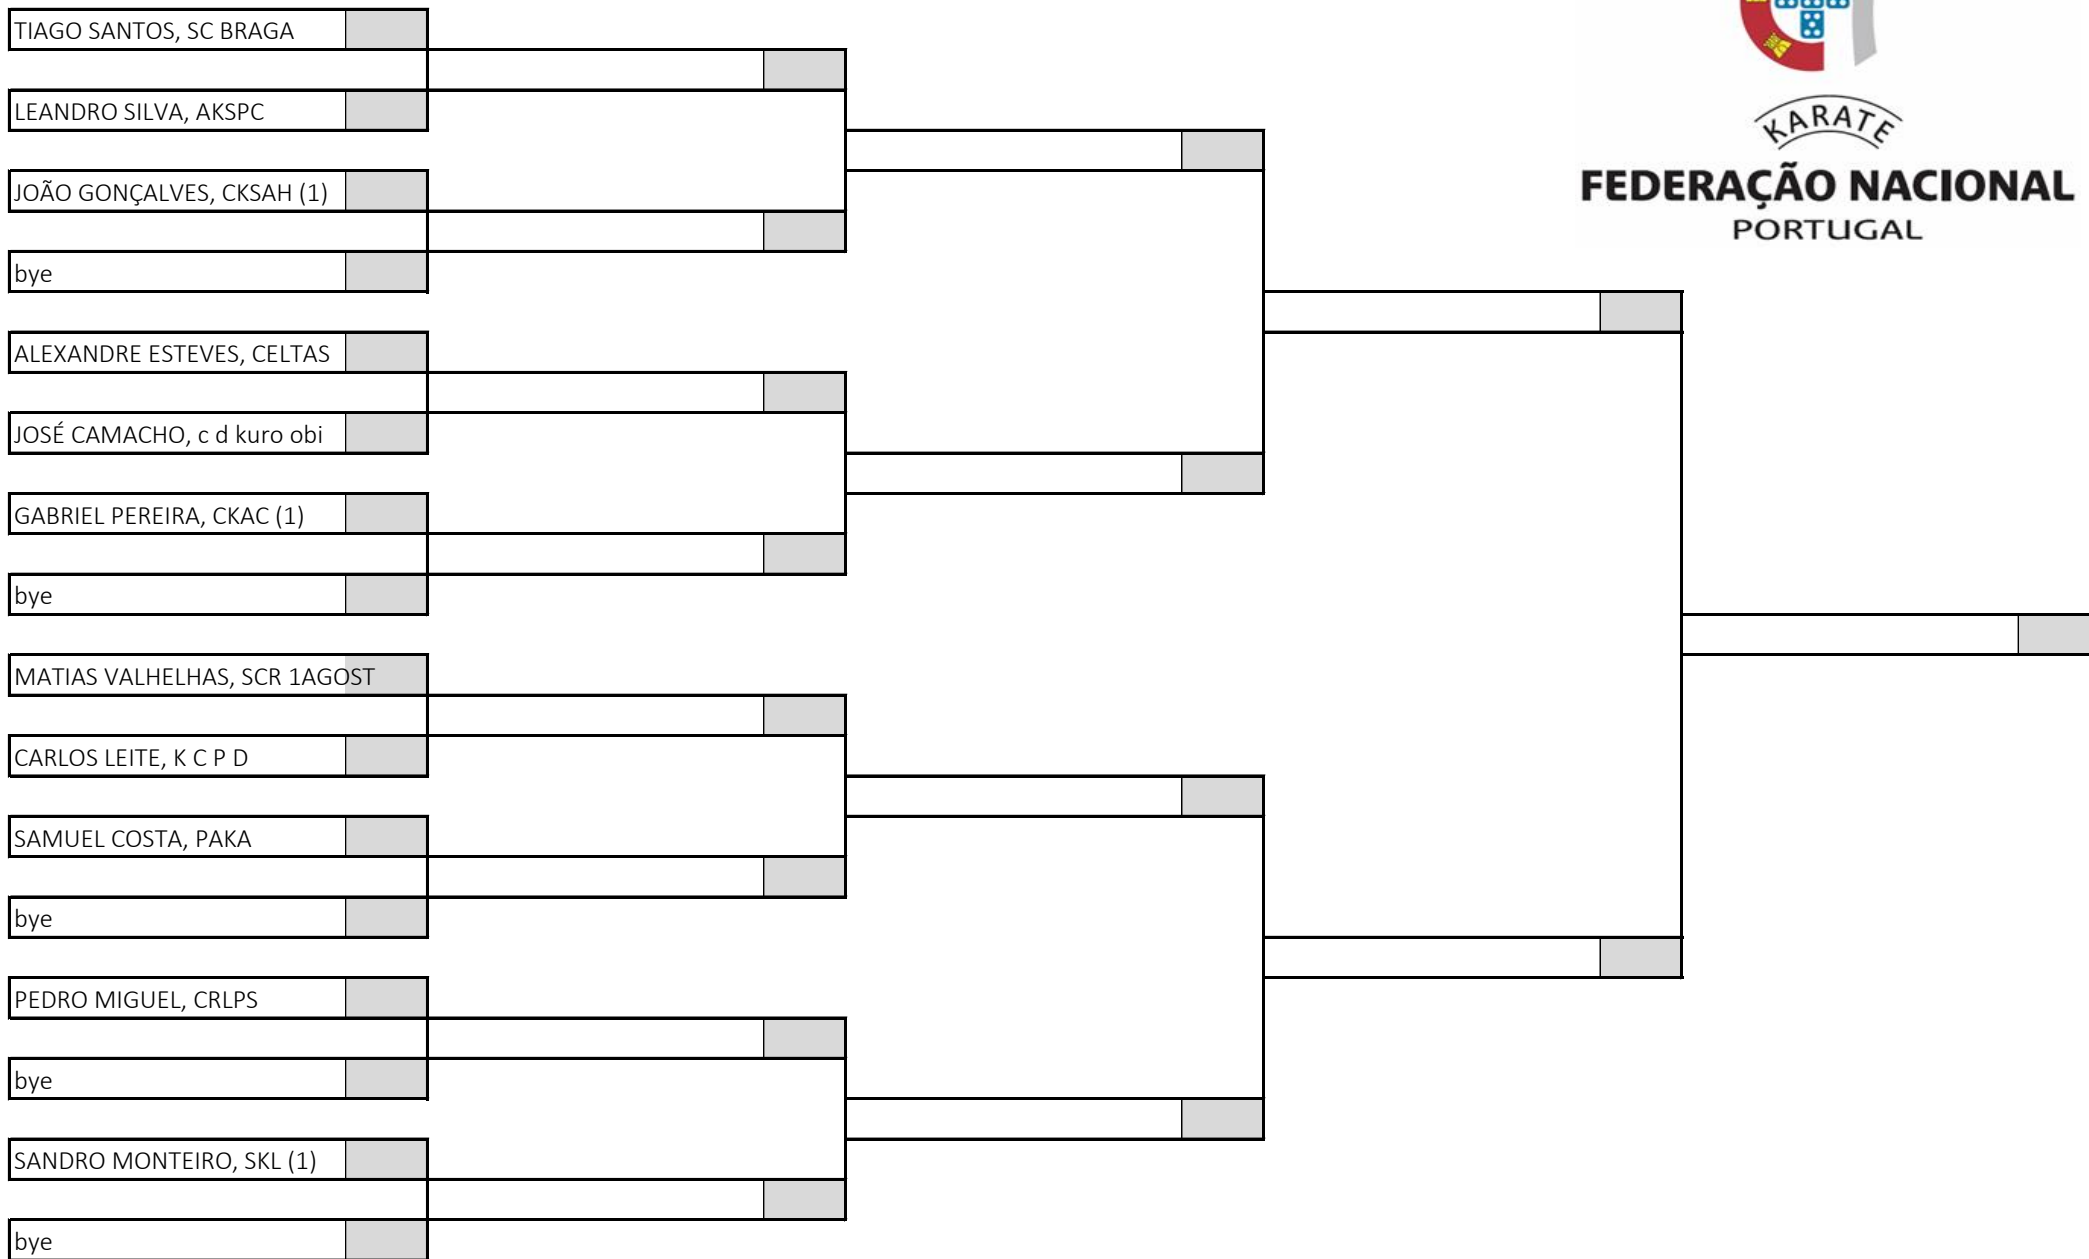 TIAGO SANTOS, SC BRAGA
LEANDRO SILVA, AKSPC
KARATE
FEDERAÇÃO NACIONAL
PORTUGAL
JOÃO GONÇALVES, CKSAH (1)
bye
ALEXANDRE ESTEVES, CELTAS
JOSÉ CAMACHO, c d kuro obi
GABRIEL PEREIRA, CKAC (1)
bye
MATIAS VALHELHAS, SCR 1AGOST
CARLOS LEITE, K C P D
SAMUEL COSTA, PAKA
bye
PEDRO MIGUEL, CRLPS
bye
SANDRO MONTEIRO, SKL (1)
bye